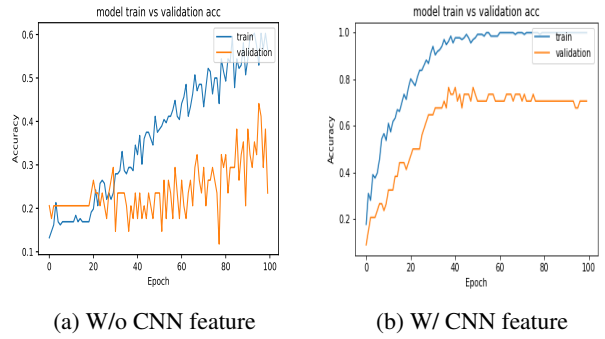 model train vs validation acc
train
validation
0.6
0.5
0.4
0.3
0.2
0.1
Accuracy
0 20 40 60 80 100
Epoch
(a) W/o CNN feature
model train vs validation acc
train
validation
1.0
0.8
0.6
0.4
0.2
Accuracy
0 20 40 60 80 100
Epoch
(b) W/ CNN feature